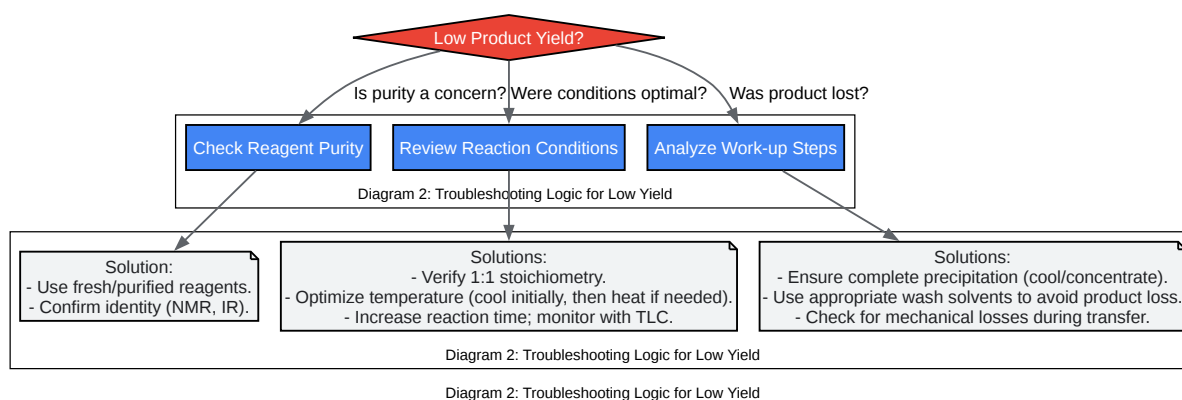 Low Product Yield?
Is purity a concern?
Were conditions optimal?
Was product lost?
Check Reagent Purity
Review Reaction Conditions
Analyze Work-up Steps
Diagram 2: Troubleshooting Logic for Low Yield
Solution:
- Use fresh/purified reagents.
- Confirm identity (NMR, IR).
Solutions:
- Verify 1:1 stoichiometry.
- Optimize temperature (cool initially, then heat if needed).
- Increase reaction time; monitor with TLC.
Solutions:
- Ensure complete precipitation (cool/concentrate).
- Use appropriate wash solvents to avoid product loss.
- Check for mechanical losses during transfer.
Diagram 2: Troubleshooting Logic for Low Yield
Diagram 2: Troubleshooting Logic for Low Yield